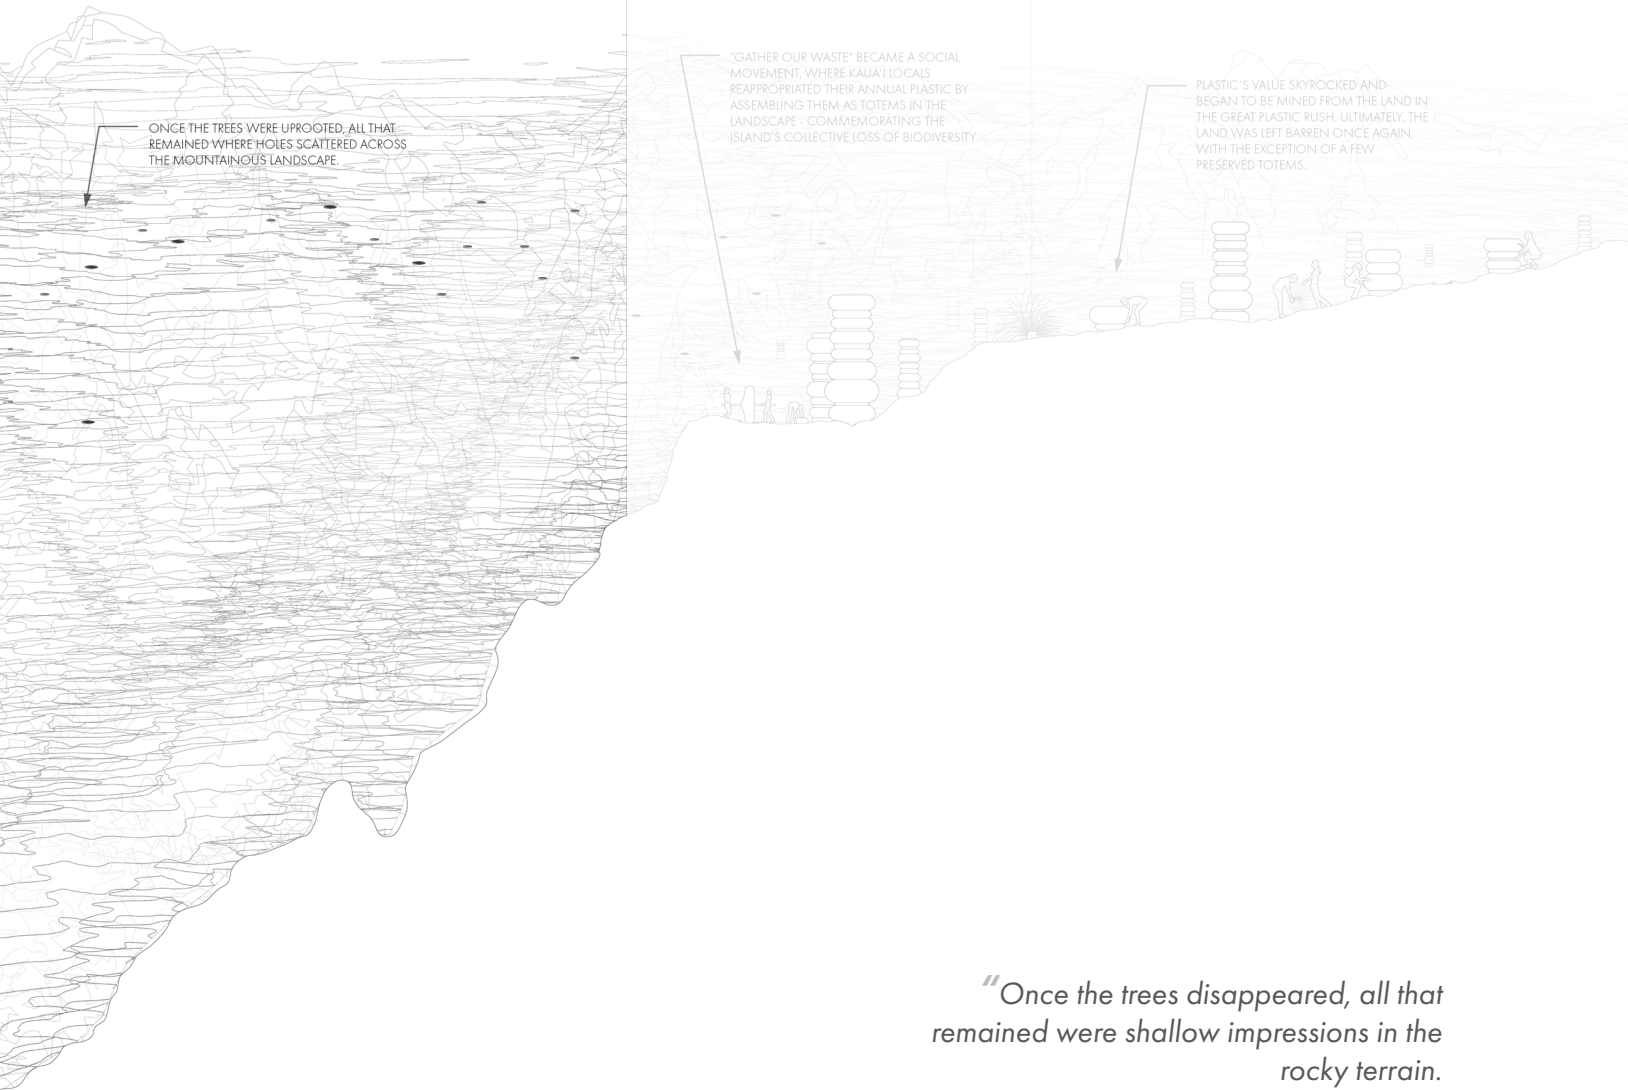 ONCE THE TREES WERE UPROOTED, ALL THAT
REMAINED WHERE HOLES SCATTERED ACROSS
THE MOUNTAINOUS LANDSCAPE.
"GATHER OUR WASTE" BECAME A SOCIAL
MOVEMENT, WHERE KAUA'I LOCALS
REAPPROPRIATED THEIR ANNUAL PLASTIC BY
ASSEMBLING THEM AS TOTEMS IN THE
LANDSCAPE - COMMEMORATING THE
ISLAND'S COLLECTIVE LOSS OF BIODIVERSITY.
PLASTIC'S VALUE SKYROCKED AND
BEGAN TO BE MINED FROM THE LAND IN
THE GREAT PLASTIC RUSH. ULTIMATELY, THE
LAND WAS LEFT BARREN ONCE AGAIN,
WITH THE EXCEPTION OF A FEW
PRESERVED TOTEMS.
“Once the trees disappeared, all that
remained were shallow impressions in the
rocky terrain.